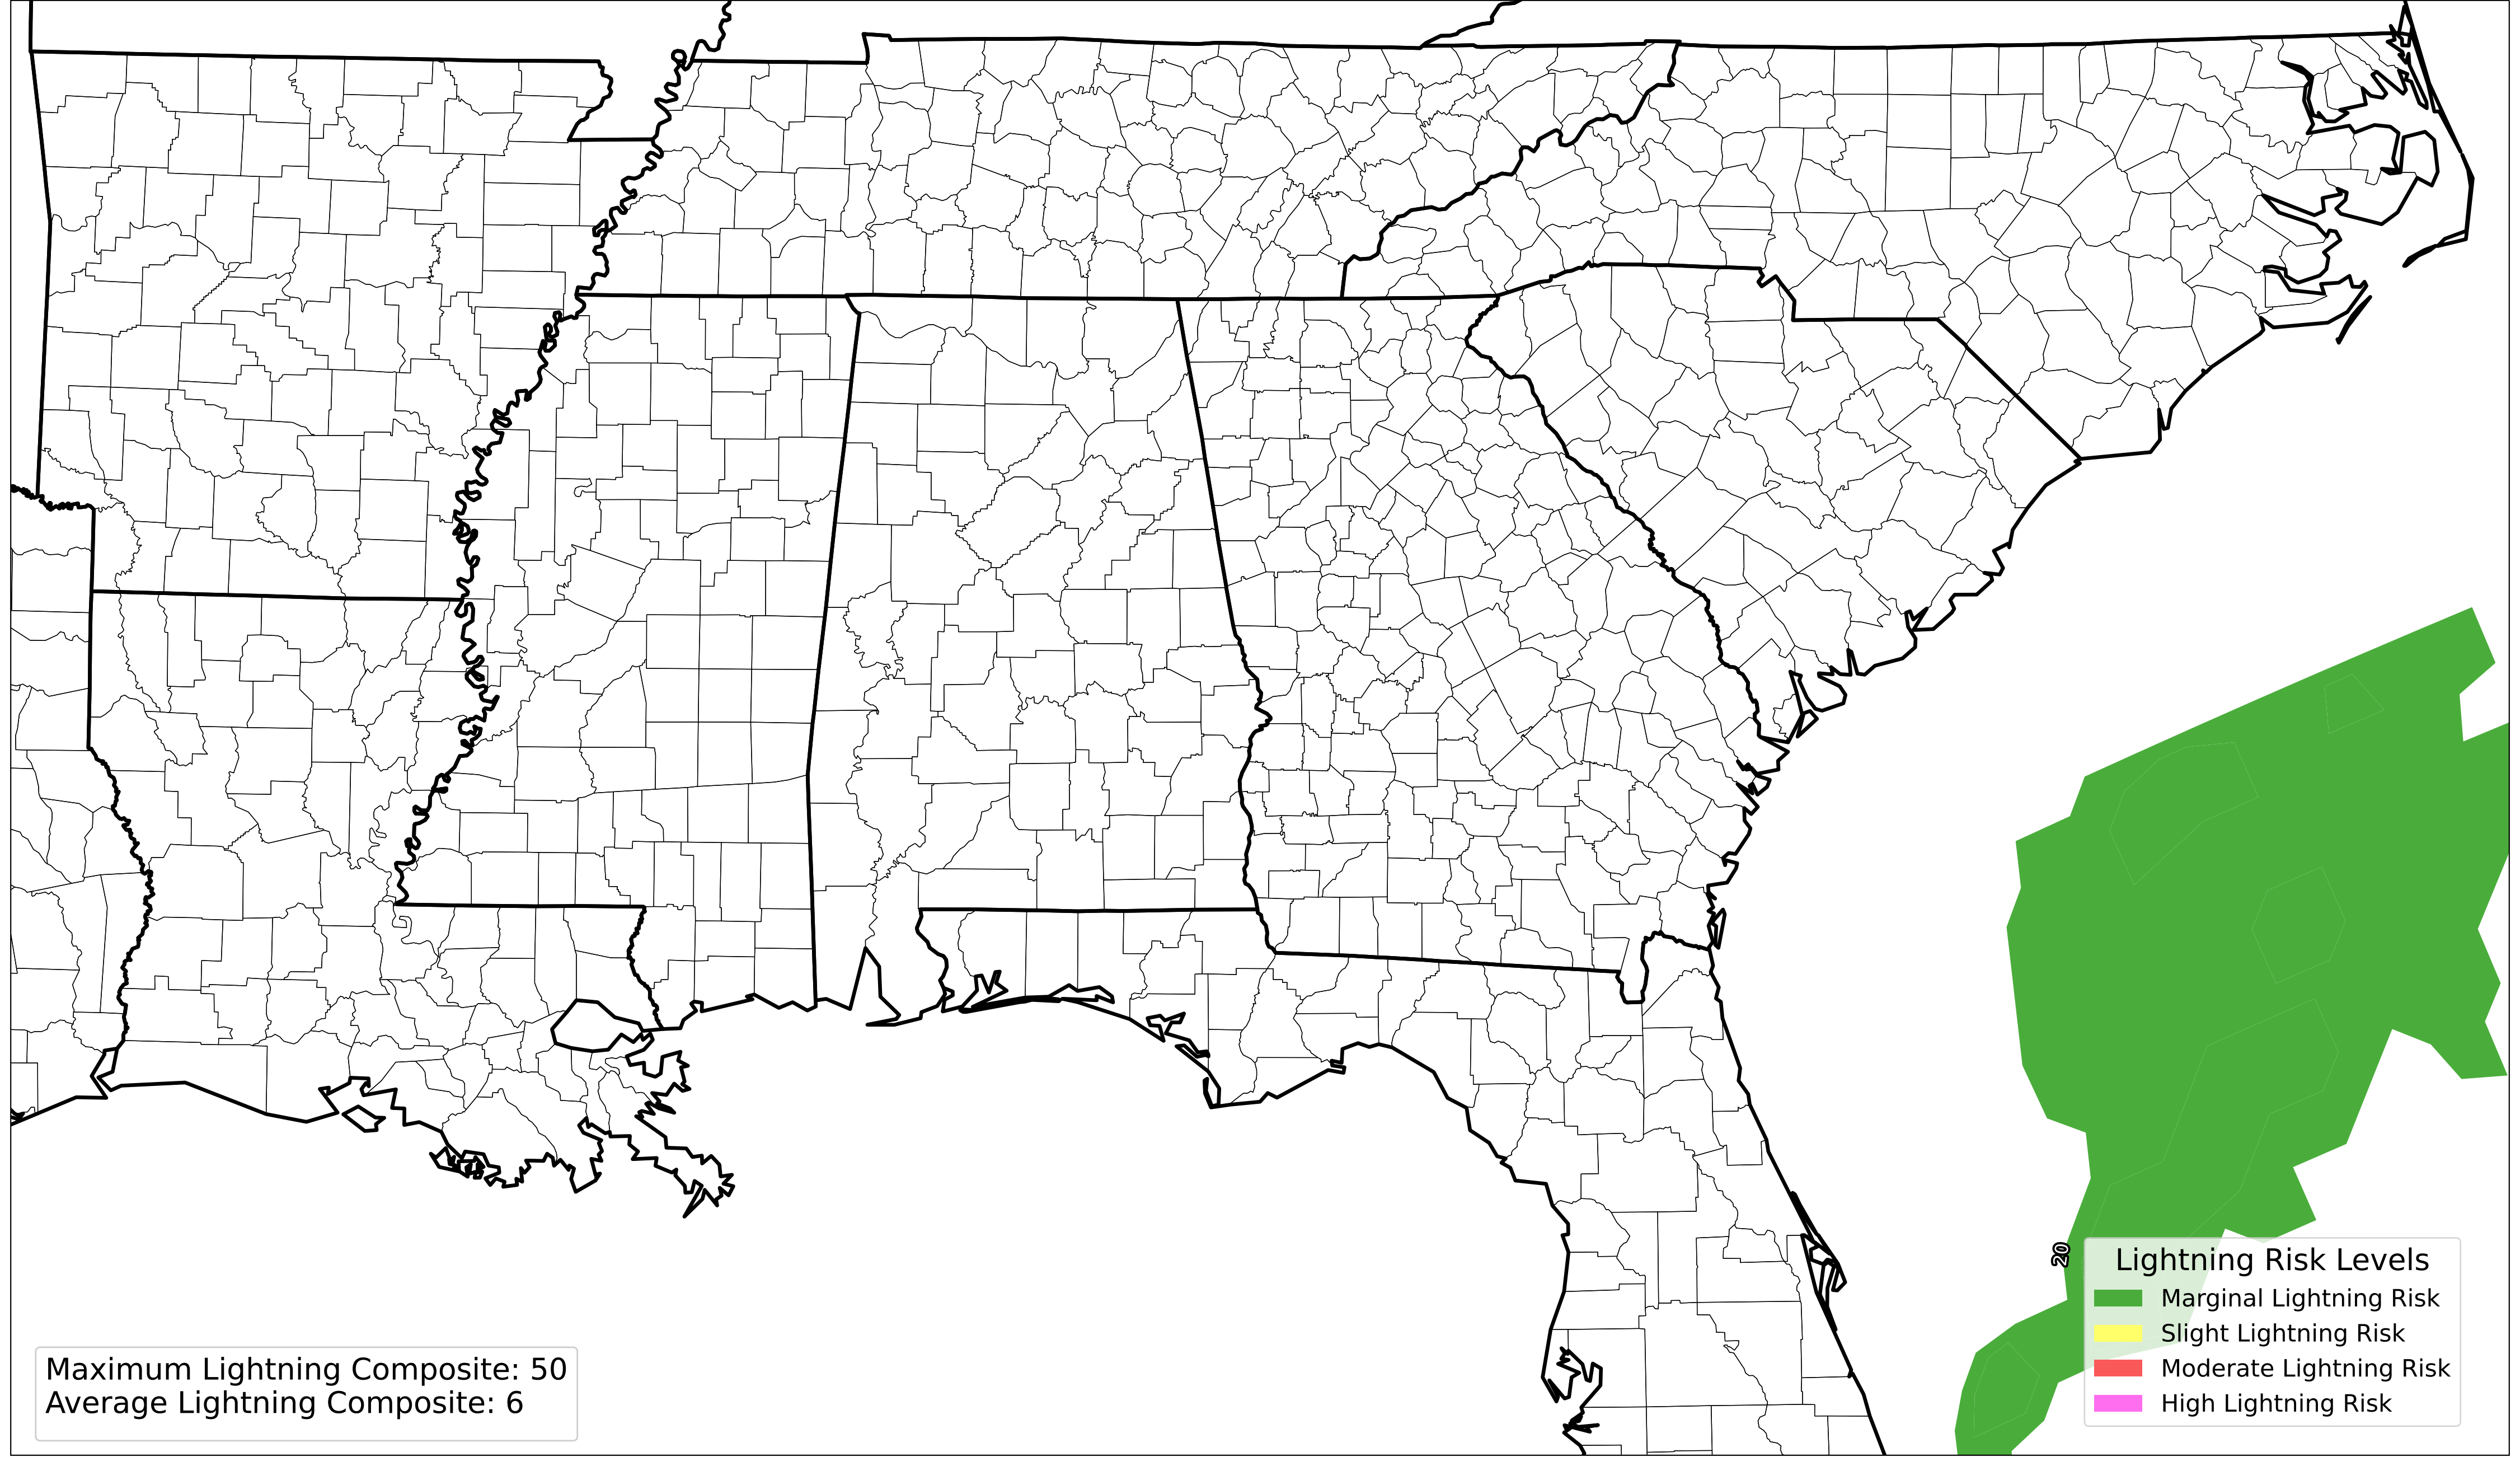 20
Lightning Risk Levels
Marginal Lightning Risk
Slight Lightning Risk
Moderate Lightning Risk
High Lightning Risk
Maximum Lightning Composite: 50
Average Lightning Composite: 6